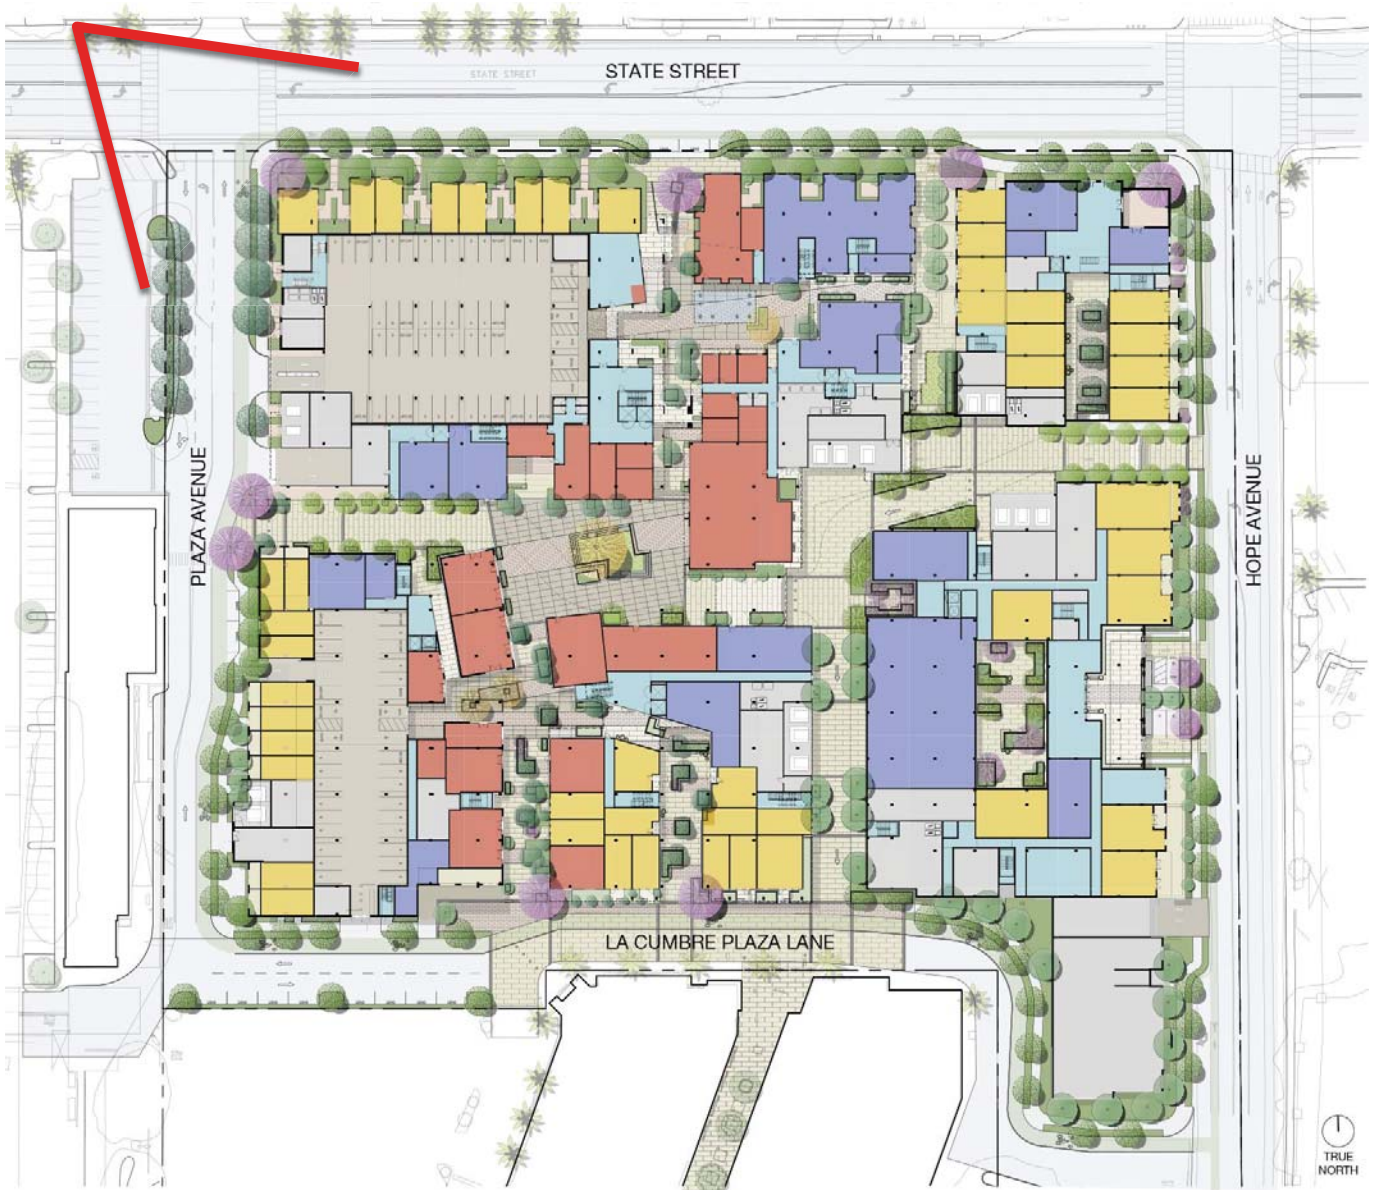 STATE STREET
STATE STREET
PLAZA AVENUE
HOPE AVENUE
LA CUMBRE PLAZA LANE
TRUE
NORTH